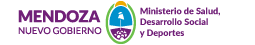 MENDOZA
NUEVO GOBIERNO
Ministerio de Salud,
Desarrollo Social
y Deportes